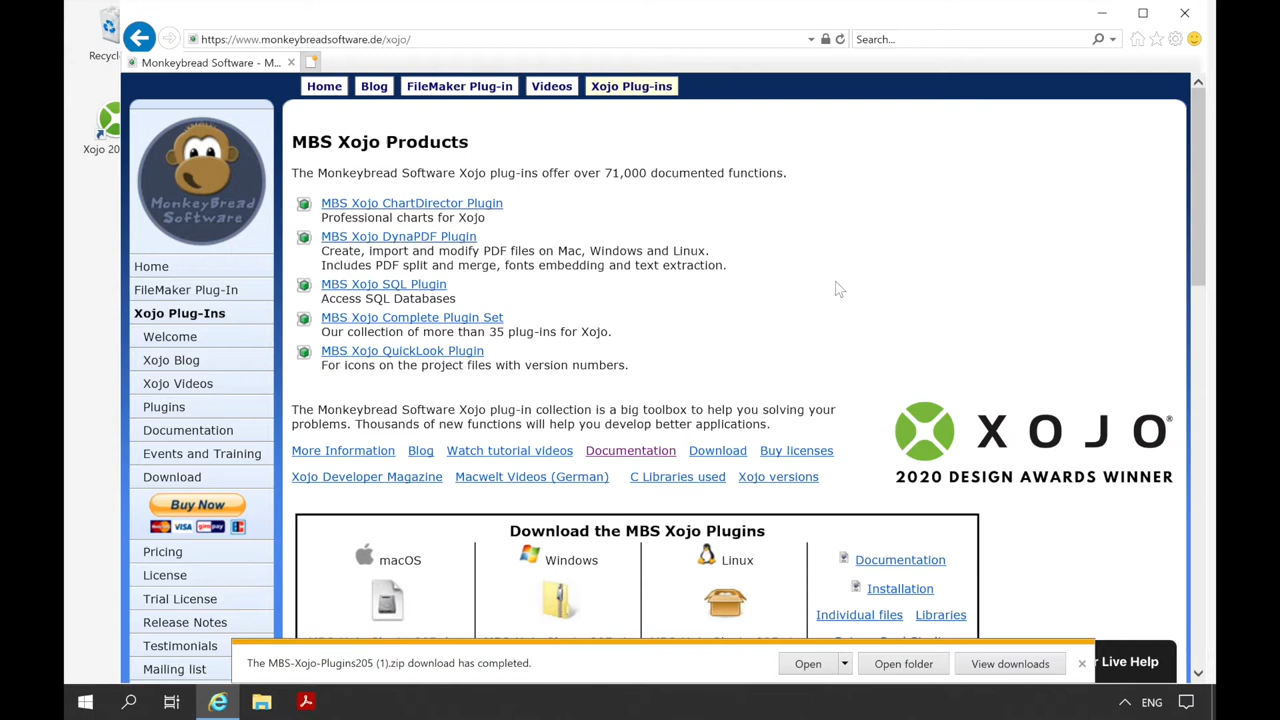 Recycl
Xojo 20
https://www.monkeybreadsoftware.de/xojo/
Search...
Monkeybread Software - M...
Home
Blog
FileMaker Plug-in
Videos
Xojo Plug-ins
MonkeyBread
Software
Home
FileMaker Plug-In
Xojo Plug-Ins
Welcome
Xojo Blog
Xojo Videos
Plugins
Documentation
Events and Training
Download
Buy Now
VISA
Pricing
License
Trial License
Release Notes
Testimonials
Mailing list
MBS Xojo Products
The Monkeybread Software Xojo plug-ins offer over 71,000 documented functions.
MBS Xojo ChartDirector Plugin
Professional charts for Xojo
MBS Xojo DynaPDF Plugin
Create, import and modify PDF files on Mac, Windows and Linux.
Includes PDF split and merge, fonts embedding and text extraction.
MBS Xojo SQL Plugin
Access SQL Databases
MBS Xojo Complete Plugin Set
Our collection of more than 35 plug-ins for Xojo.
MBS Xojo QuickLook Plugin
For icons on the project files with version numbers.
The Monkeybread Software Xojo plug-in collection is a big toolbox to help you solving your
problems. Thousands of new functions will help you develop better applications.
More Information Blog Watch tutorial videos Documentation Download Buy licenses
Xojo Developer Magazine Macwelt Videos (German) C Libraries used Xojo versions
XOJO®
2020 DESIGN AWARDS WINNER
Download the MBS Xojo Plugins
macOS
Windows
Linux
Documentation
Installation
Individual files Libraries
The MBS-Xojo-Plugins205 (1).zip download has completed.
Open
Open folder
View downloads
×
r Live Help
ENG